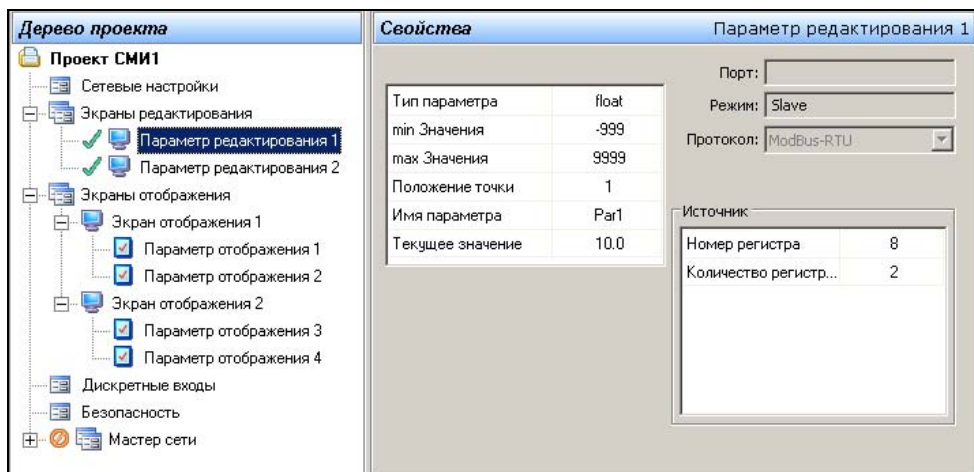 Дерево проекта
Проект СМИ1
Сетевые настройки
Экраны редактирования
Параметр редактирования 1
Параметр редактирования 2
Экраны отображения
Экран отображения 1
Параметр отображения 1
Параметр отображения 2
Экран отображения 2
Параметр отображения 3
Параметр отображения 4
Дискретные входы
Безопасность
Мастер сети
Свойства
Параметр редактирования 1
Тип параметра float
min Значения -999
max Значения 9999
Положение точки 1
Имя параметра Par1
Текущее значение 10.0
Порт:
Режим: Slave
Протокол: ModBus-RTU
Источник
Номер регистра 8
Количество регистр... 2